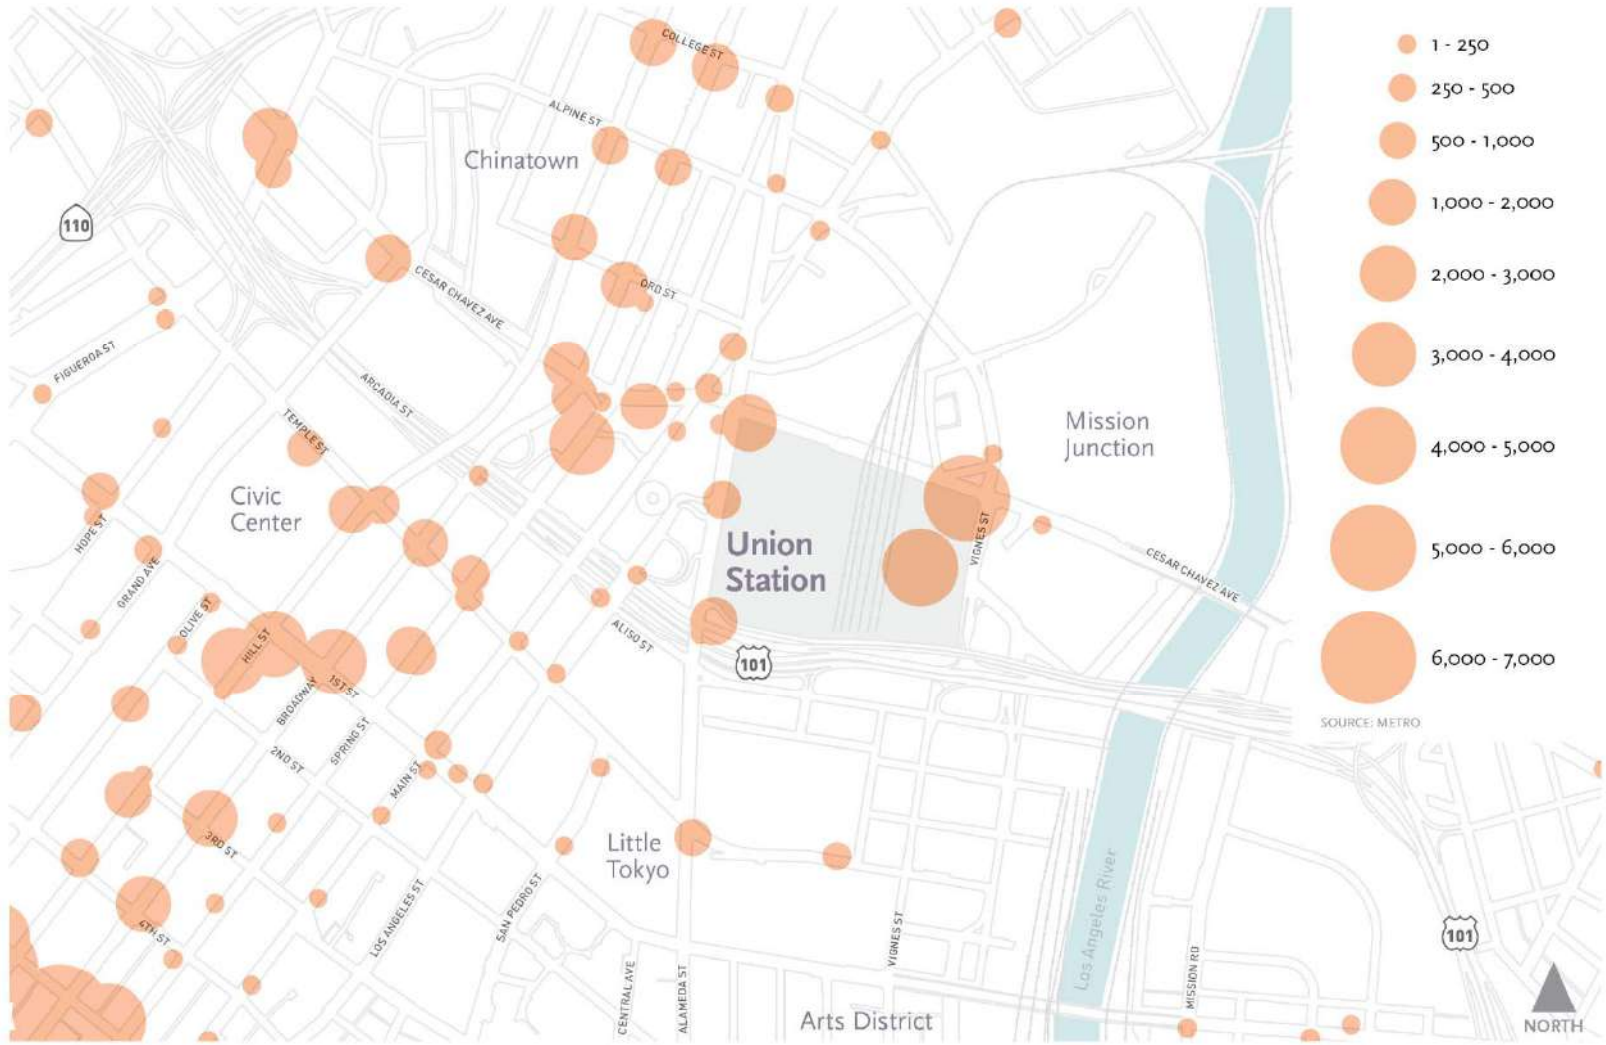 COLLEGE ST
1 - 250
250 - 500
ALPINE ST
500 - 1,000
Chinatown
1,000 - 2,000
110
2,000 - 3,000
CESAR CHAVEZ AVE
ORD ST
3,000 - 4,000
FIGUEROA ST
ARCADIA ST
TEMPLE ST
Mission
Junction
4,000 - 5,000
Civic
Center
HOPE ST
Union
Station
VIGNES ST
5,000 - 6,000
CESAR CHAVEZ AVE
GRAND AVE
OLIVE ST
HILL ST
ALISO ST
101
6,000 - 7,000
1ST ST
BROADWAY
SOURCE: METRO
SPRING ST
2ND ST
MAIN ST
3RD ST
Little
Tokyo
LOS ANGELES ST
SAN PEDRO ST
Los Angeles River
4TH ST
VIGNES ST
101
CENTRAL AVE
ALAMEDA ST
MISSION RD
Arts District
NORTH